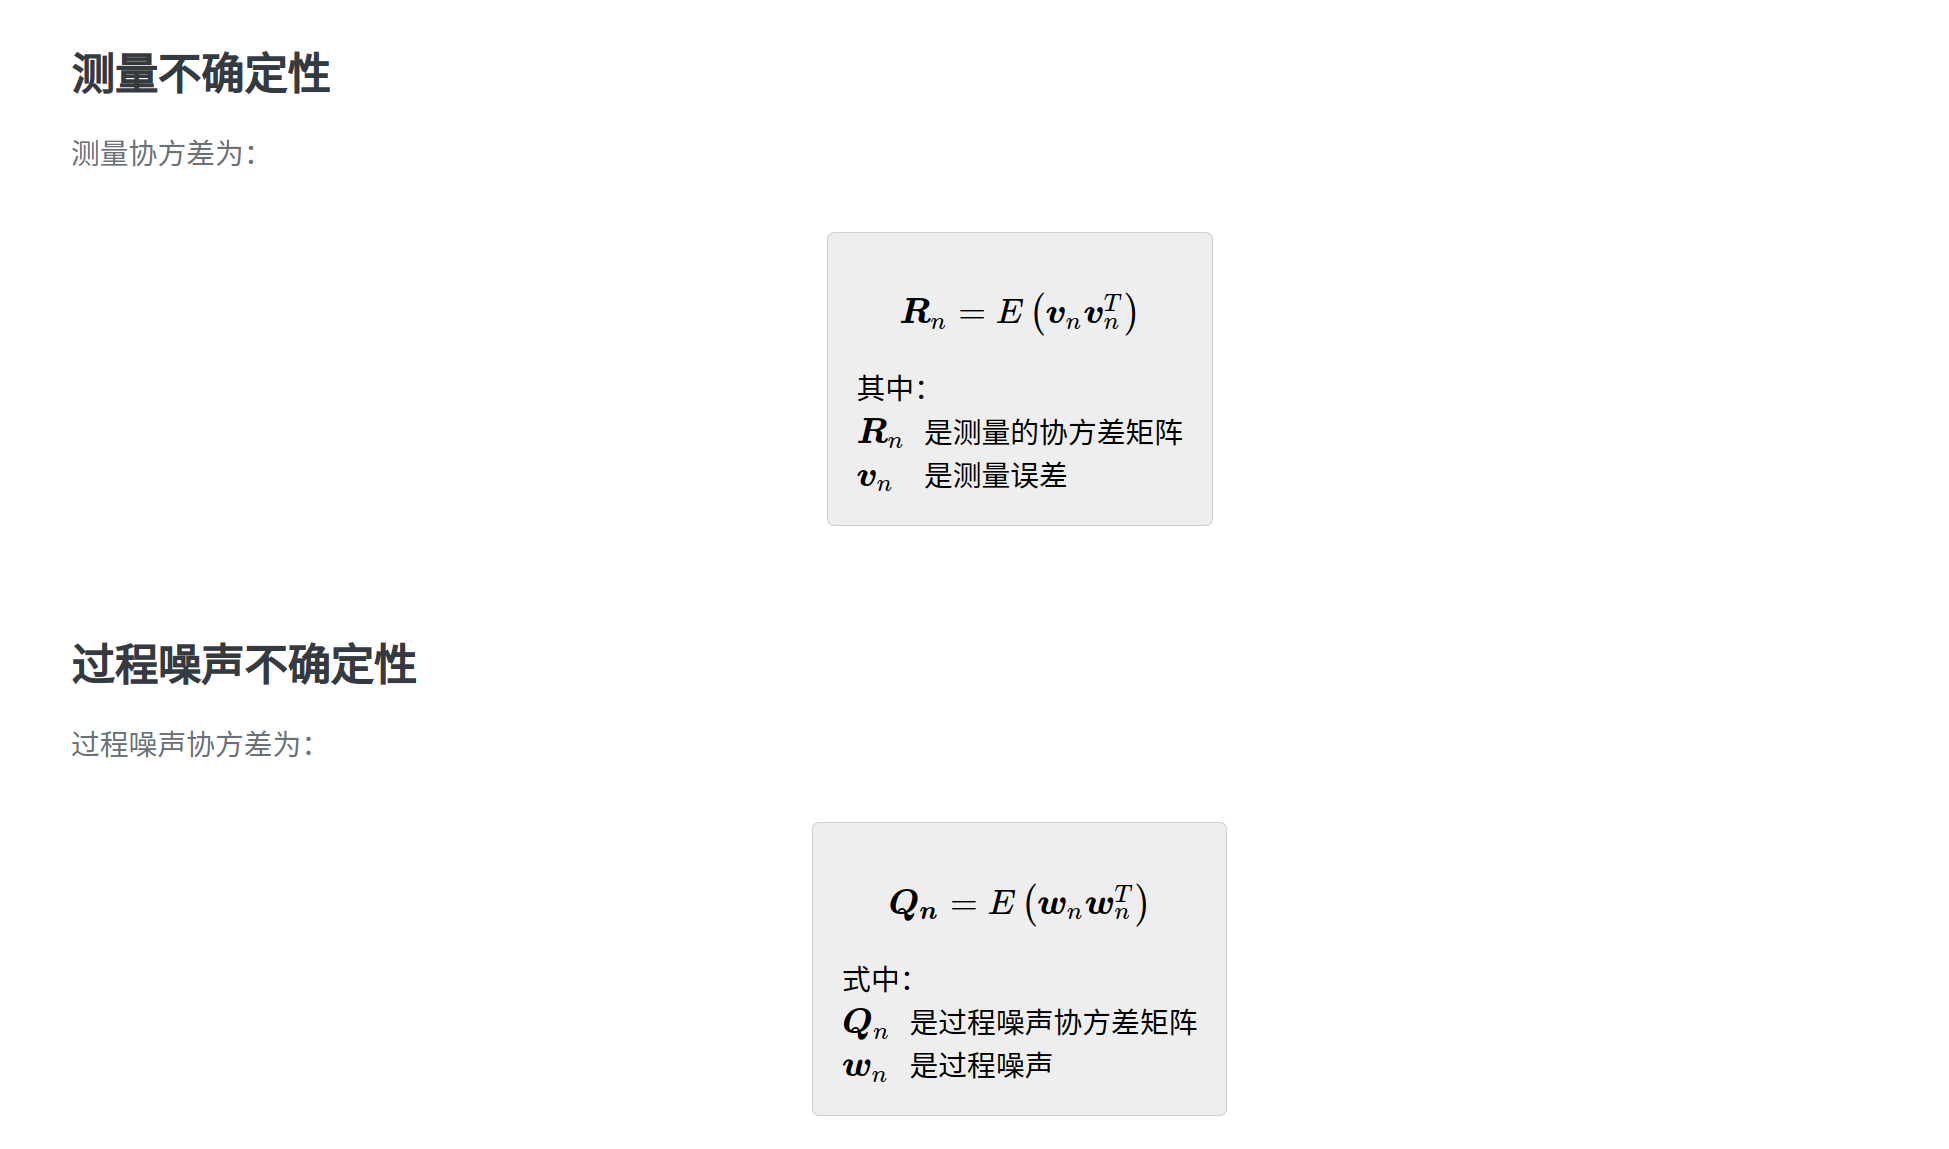 测量不确定性
测量协方差为：
$\boldsymbol{R}_n = E\left(\boldsymbol{v}_n \boldsymbol{v}_n^T\right)$
其中：
$\boldsymbol{R}_n$ 是测量的协方差矩阵
$\boldsymbol{v}_n$ 是测量误差
过程噪声不确定性
过程噪声协方差为：
$\boldsymbol{Q_n} = E\left(\boldsymbol{w}_n \boldsymbol{w}_n^T\right)$
式中：
$\boldsymbol{Q}_n$ 是过程噪声协方差矩阵
$\boldsymbol{w}_n$ 是过程噪声